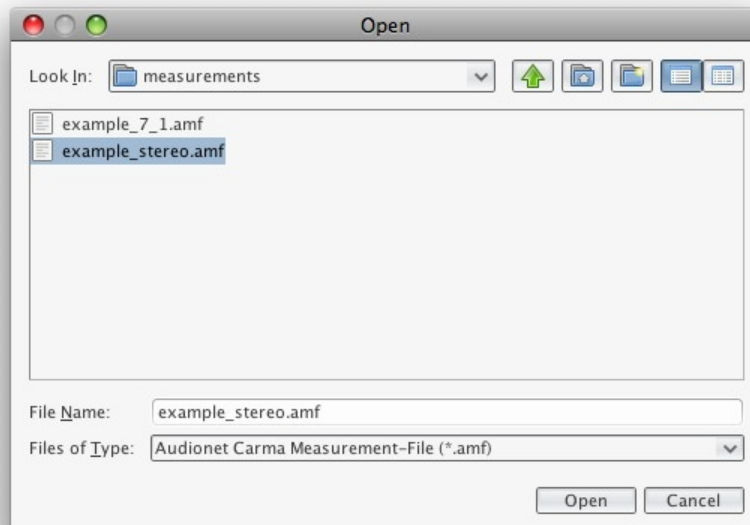 Open
Look In: measurements
example_7_1.amf
example_stereo.amf
File Name: example_stereo.amf
Files of Type: Audionet Carma Measurement-File (*.amf)
Open Cancel